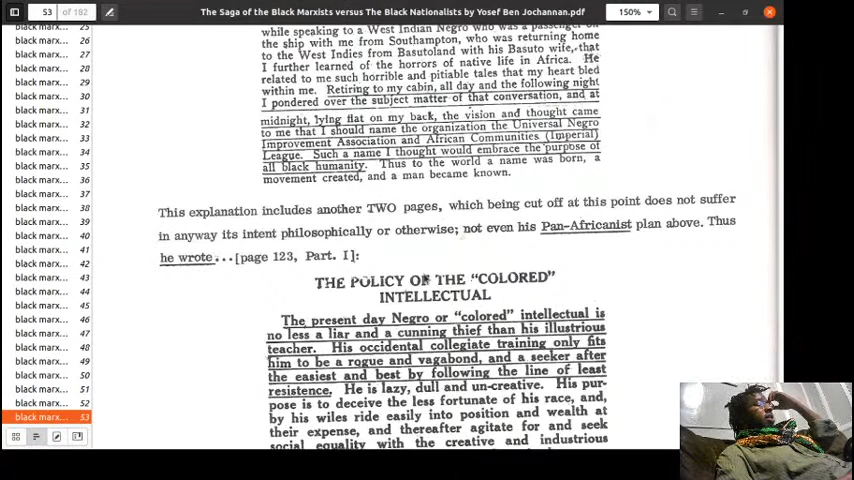 53 of 182
The Saga of the Black Marxists versus The Black Nationalists by Yosef Ben Jochannan.pdf
150%
black marx... 25
black marx... 26
black marx... 27
black marx... 28
black marx... 29
black marx... 30
black marx... 31
black marx... 32
black marx... 33
black marx... 34
black marx... 35
black marx... 36
black marx... 37
black marx... 38
black marx... 39
black marx... 40
black marx... 41
black marx... 42
black marx... 43
black marx... 44
black marx... 45
black marx... 46
black marx... 47
black marx... 48
black marx... 49
black marx... 50
black marx... 51
black marx... 52
black marx... 53
while speaking to a West Indian Negro who was a passenger on
the ship with me from Southampton, who was returning home
to the West Indies from Basutoland with his Basuto wife, that
I further learned of the horrors of native life in Africa. He
related to me such horrible and pitiable tales that my heart bled
within me. Retiring to my cabin, all day and the following night
I pondered over the subject matter of that conversation, and at
midnight, lying flat on my back, the vision and thought came
to me that I should name the organization the Universal Negro
Improvement Association and African Communities (Imperial)
League. Such a name I thought would embrace the purpose of
all black humanity. Thus to the world a name was born, a
movement created, and a man became known.
This explanation includes another TWO pages, which being cut off at this point does not suffer
in anyway its intent philosophically or otherwise; not even his Pan-Africanist plan above. Thus
he wrote...[page 123, Part. I]:
THE POLICY OF THE "COLORED"
INTELLECTUAL
The present day Negro or "colored" intellectual is
no less a liar and a cunning thief than his illustrious
teacher. His occidental collegiate training only fits
him to be a rogue and vagabond, and a seeker after
the easiest and best by following the line of least
resistence. He is lazy, dull and un-creative. His pur-
pose is to deceive the less fortunate of his race, and,
by his wiles ride easily into position and wealth at
their expense, and thereafter agitate for and seek
social equality with the creative and industrious